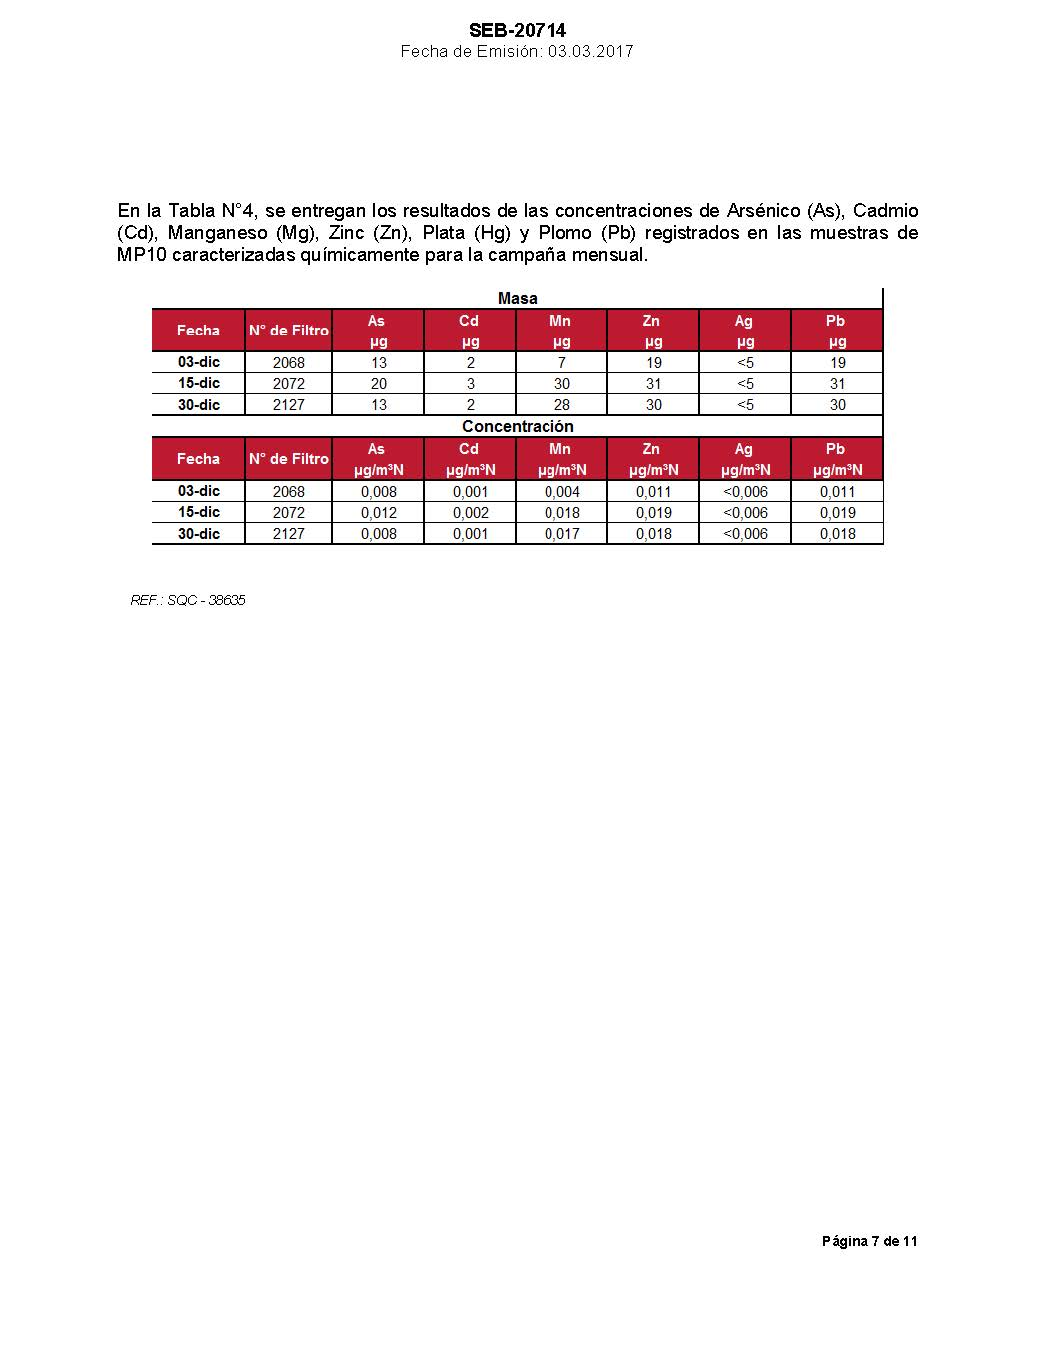 SEB-20714
Fecha de Emisión: 03.03.2017
En la Tabla N°4, se entregan los resultados de las concentraciones de Arsénico (As), Cadmio
(Cd), Manganeso (Mg), Zinc (Zn), Plata (Hg) y Plomo (Pb) registrados en las muestras de
MP10 caracterizadas químicamente para la campaña mensual.
Masa
Fecha N° de Filtro As Cd Mn Zn Ag Pb
µg µg µg µg µg µg
03-dic 2068 13 2 7 19 <5 19
15-dic 2072 20 3 30 31 <5 31
30-dic 2127 13 2 28 30 <5 30
Concentración
Fecha N° de Filtro As Cd Mn Zn Ag Pb
µg/m³N µg/m³N µg/m³N µg/m³N µg/m³N µg/m³N
03-dic 2068 0,008 0,001 0,004 0,011 <0,006 0,011
15-dic 2072 0,012 0,002 0,018 0,019 <0,006 0,019
30-dic 2127 0,008 0,001 0,017 0,018 <0,006 0,018
REF.: SQC - 38635
Página 7 de 11